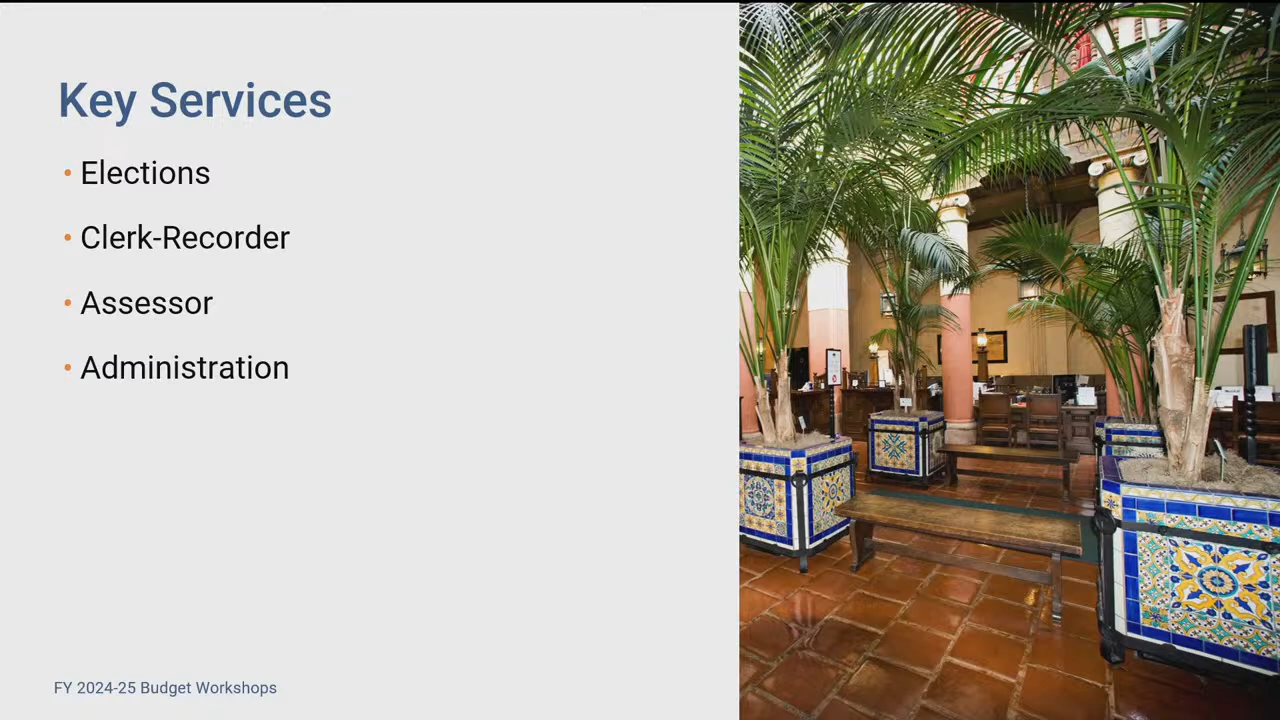 Key Services
• Elections
• Clerk-Recorder
• Assessor
• Administration
FY 2024-25 Budget Workshops